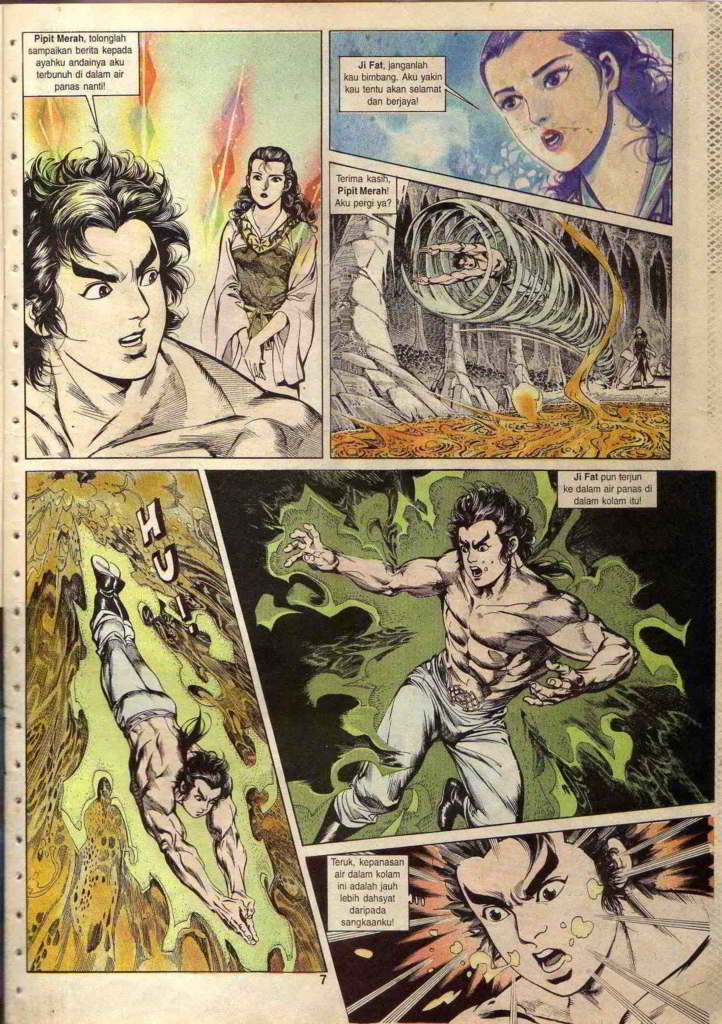 Pipit Merah, tolonglah
sampaikan berita kepada
ayahku andainya aku
terbunuh di dalam air
panas nanti!
Ji Fat, janganlah
kau bimbang. Aku yakin
kau tentu akan selamat
dan berjaya!
Terima kasih,
Pipit Merah!
Aku pergi ya?
HUI!
Ji Fat pun terjun
ke dalam air panas di
dalam kolam itu!
Teruk, kepanasan
air dalam kolam
ini adalah jauh
lebih dahsyat
daripada
sangkaanku!
7